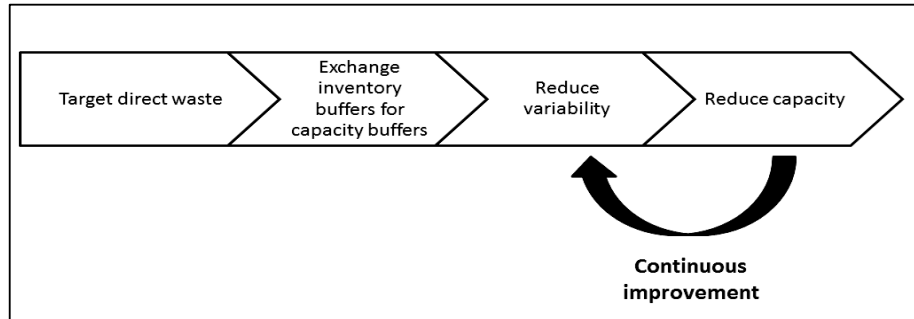 Target direct waste
Exchange
inventory
buffers for
capacity buffers
Reduce
variability
Reduce capacity
Continuous
improvement